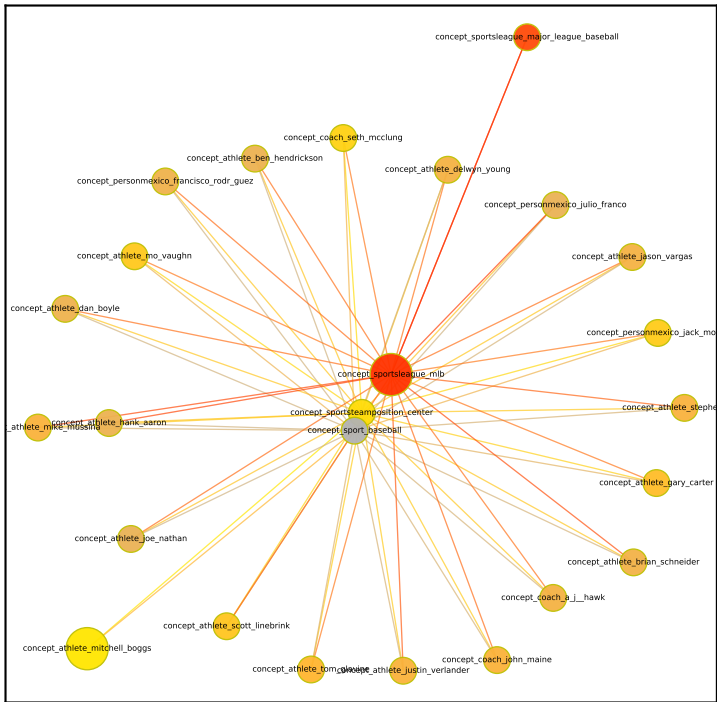 concept_sportsleague_major_league_baseball
concept_coach_seth_mcclung
concept_athlete_ben_hendrickson
concept_athlete_delwyn_young
concept_personmexico_francisco_rodr_guez
concept_personmexico_julio_franco
concept_athlete_mo_vaughn
concept_athlete_jason_vargas
concept_athlete_dan_boyle
concept_personmexico_jack_mo
concept_sportsleague_mlb
concept_sportsteamposition_center
concept_athlete_stephe
concept_athlete_hank_aaron
_athlete_mike_mussina
concept_sport_baseball
concept_athlete_gary_carter
concept_athlete_joe_nathan
concept_athlete_brian_schneider
concept_coach_a_j__hawk
concept_athlete_scott_linebrink
concept_athlete_mitchell_boggs
concept_coach_john_maine
concept_athlete_tom_glavine
concept_athlete_justin_verlander